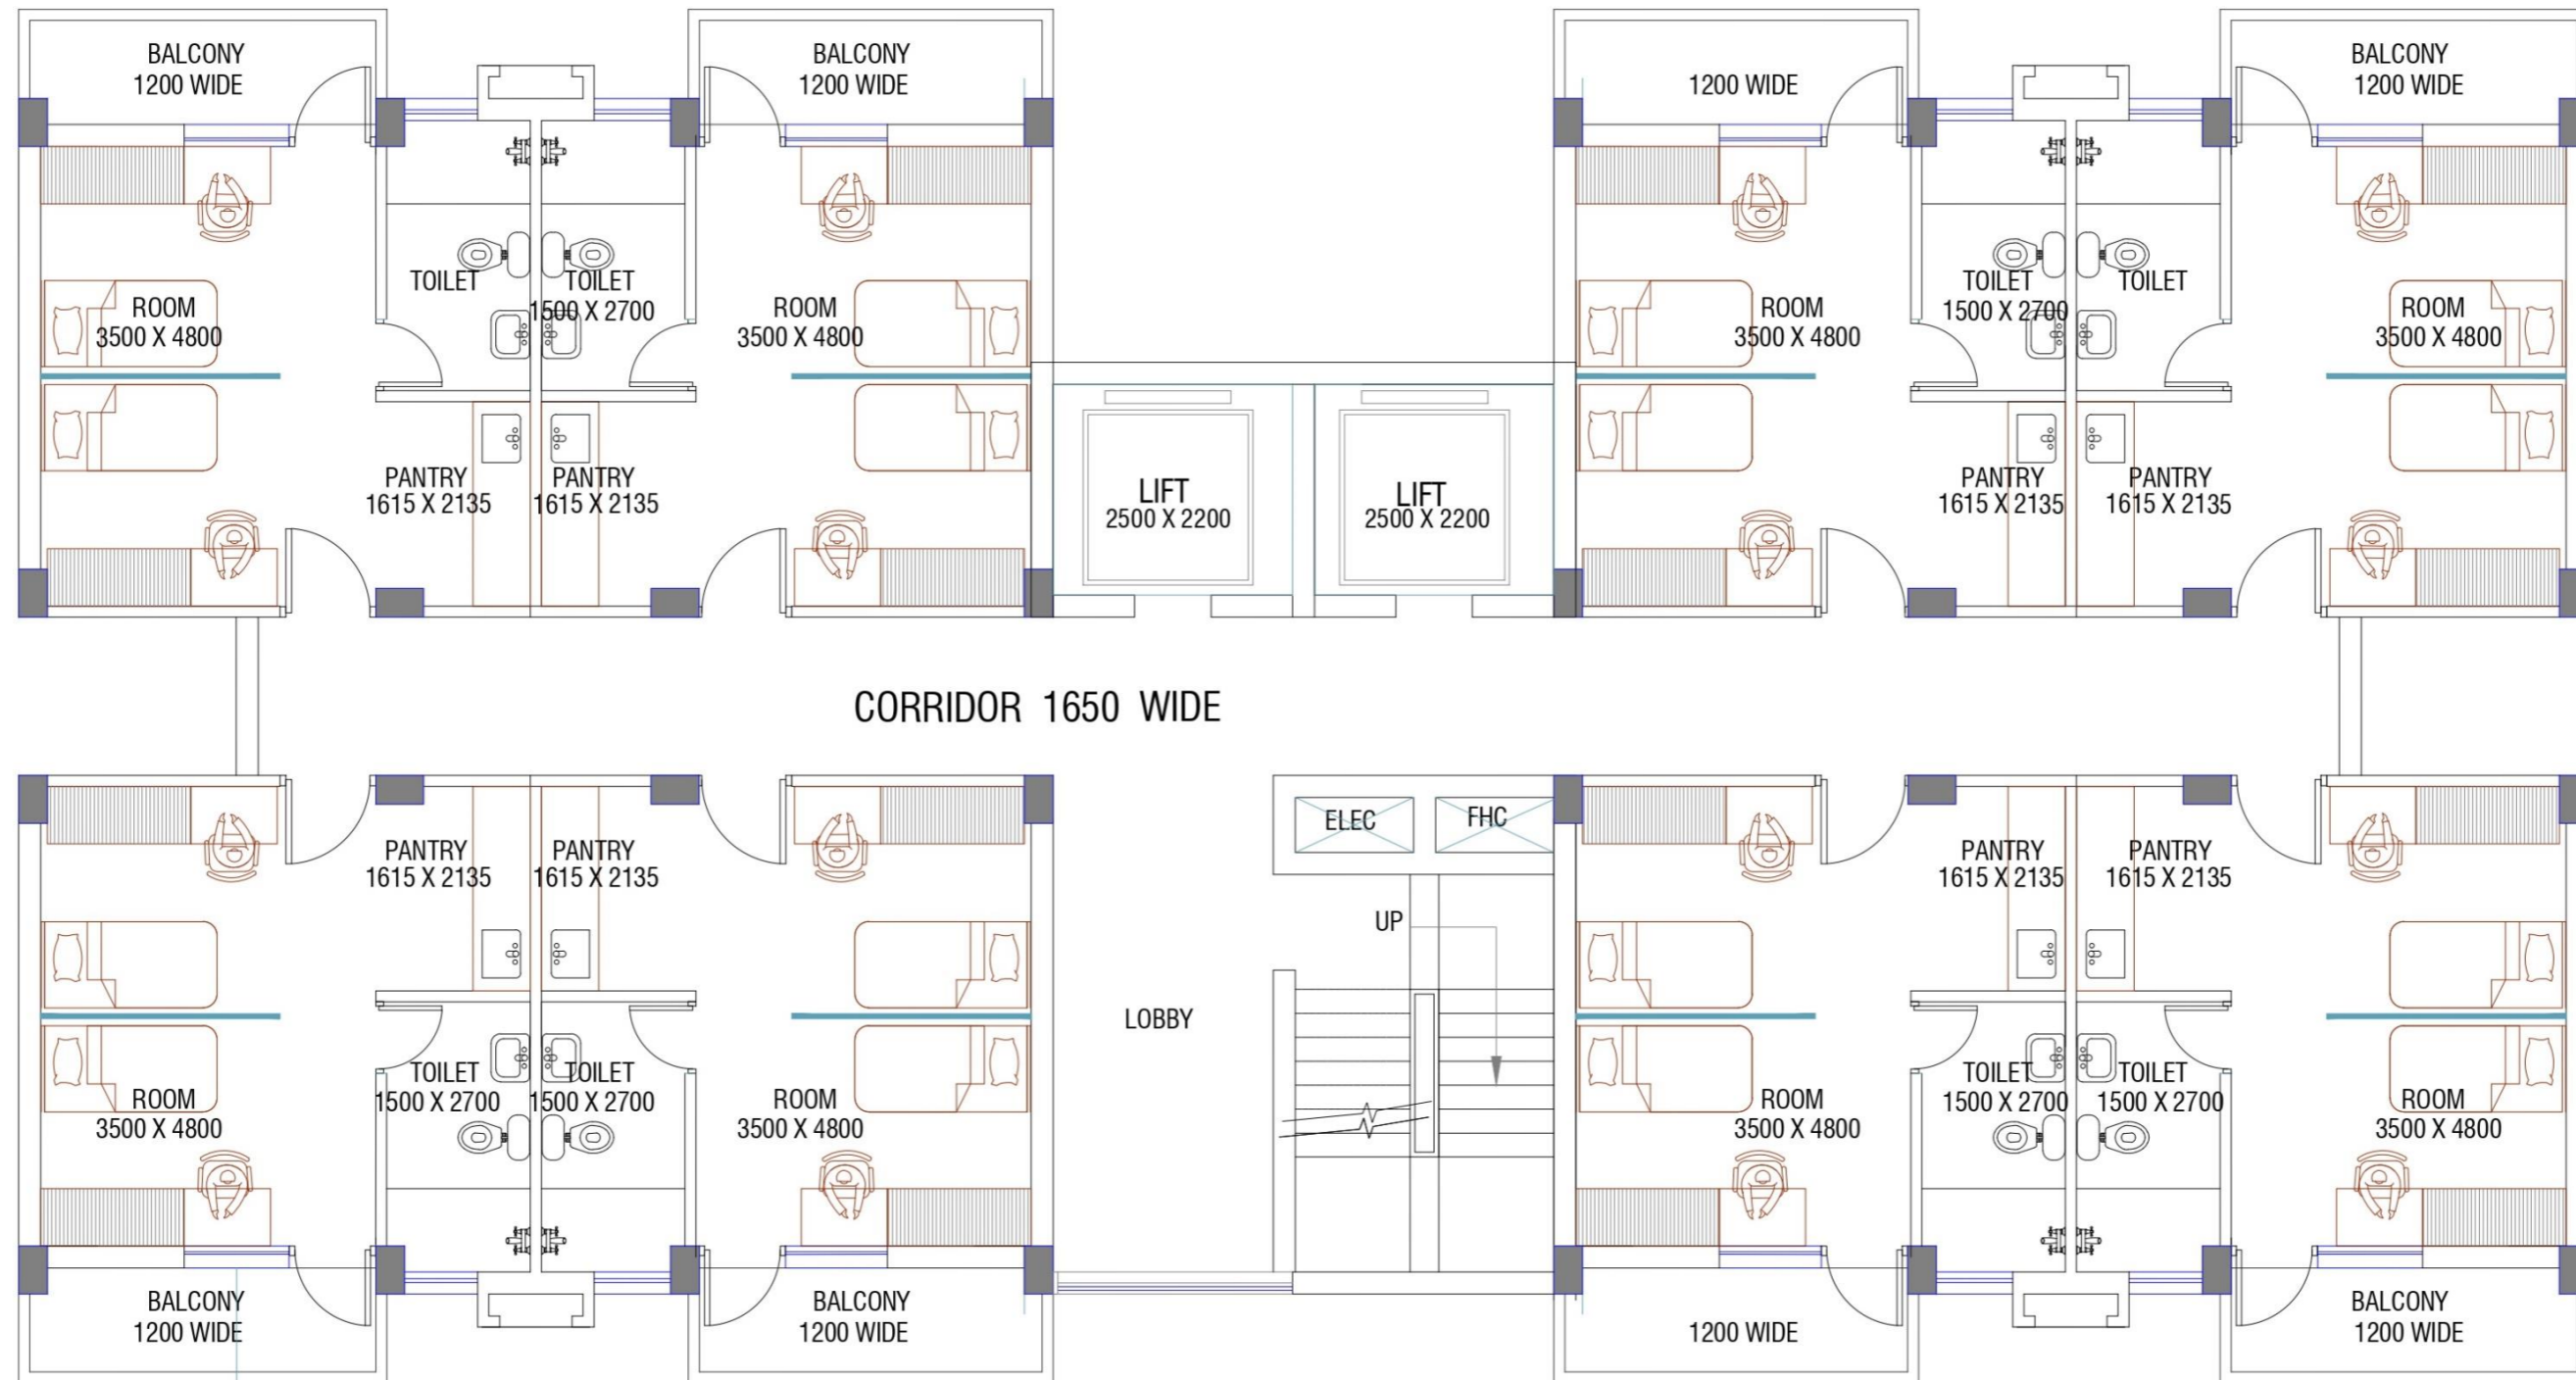 BALCONY
1200 WIDE
BALCONY
1200 WIDE
1200 WIDE
BALCONY
1200 WIDE
TOILET
TOILET
1500 X 2700
TOILET
1500 X 2700
TOILET
ROOM
3500 X 4800
ROOM
3500 X 4800
ROOM
3500 X 4800
ROOM
3500 X 4800
PANTRY
1615 X 2135
PANTRY
1615 X 2135
LIFT
2500 X 2200
LIFT
2500 X 2200
PANTRY
1615 X 2135
PANTRY
1615 X 2135
CORRIDOR 1650 WIDE
ELEC
FHC
PANTRY
1615 X 2135
PANTRY
1615 X 2135
PANTRY
1615 X 2135
PANTRY
1615 X 2135
UP
LOBBY
TOILET
1500 X 2700
TOILET
1500 X 2700
TOILET
1500 X 2700
TOILET
1500 X 2700
ROOM
3500 X 4800
ROOM
3500 X 4800
ROOM
3500 X 4800
ROOM
3500 X 4800
BALCONY
1200 WIDE
BALCONY
1200 WIDE
1200 WIDE
BALCONY
1200 WIDE